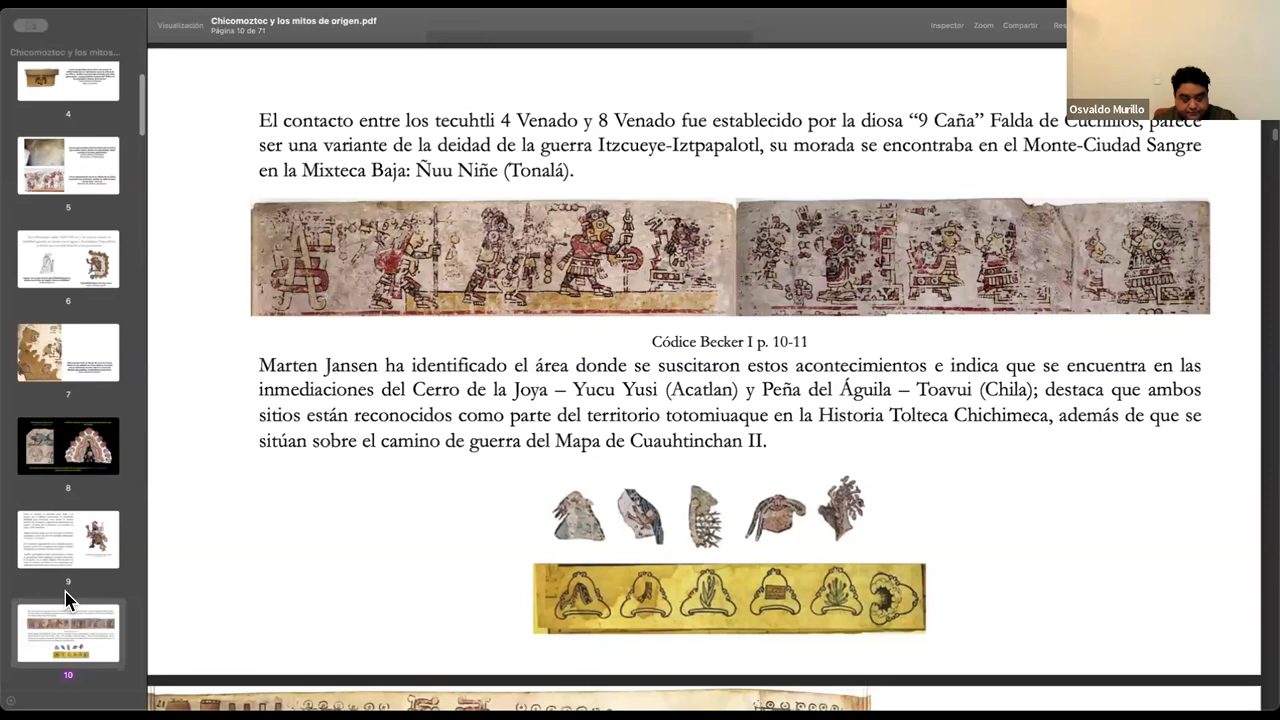 Visualización
Chicomoztoc y los mitos de origen.pdf
Página 10 de 71
Inspector
Zoom
Compartir
Chicomoztoc y los mitos...
4
5
6
7
8
9
10
Osvaldo Murillo
El contacto entre los tecuhtli 4 Venado y 8 Venado fue establecido por la diosa “9 Caña” Falda de Cuchillos, parece
ser una variante de la deidad de la guerra Itzcueye-Iztpapalotl, su morada se encontraba en el Monte-Ciudad Sangre
en la Mixteca Baja: Ñuu Niñe (Tonalá).
Códice Becker I p. 10-11
Marten Jansen ha identificado el área donde se suscitaron estos acontecimientos e indica que se encuentra en las
inmediaciones del Cerro de la Joya – Yucu Yusi (Acatlan) y Peña del Águila – Toavui (Chila); destaca que ambos
sitios están reconocidos como parte del territorio totomiuaque en la Historia Tolteca Chichimeca, además de que se
sitúan sobre el camino de guerra del Mapa de Cuauhtinchan II.